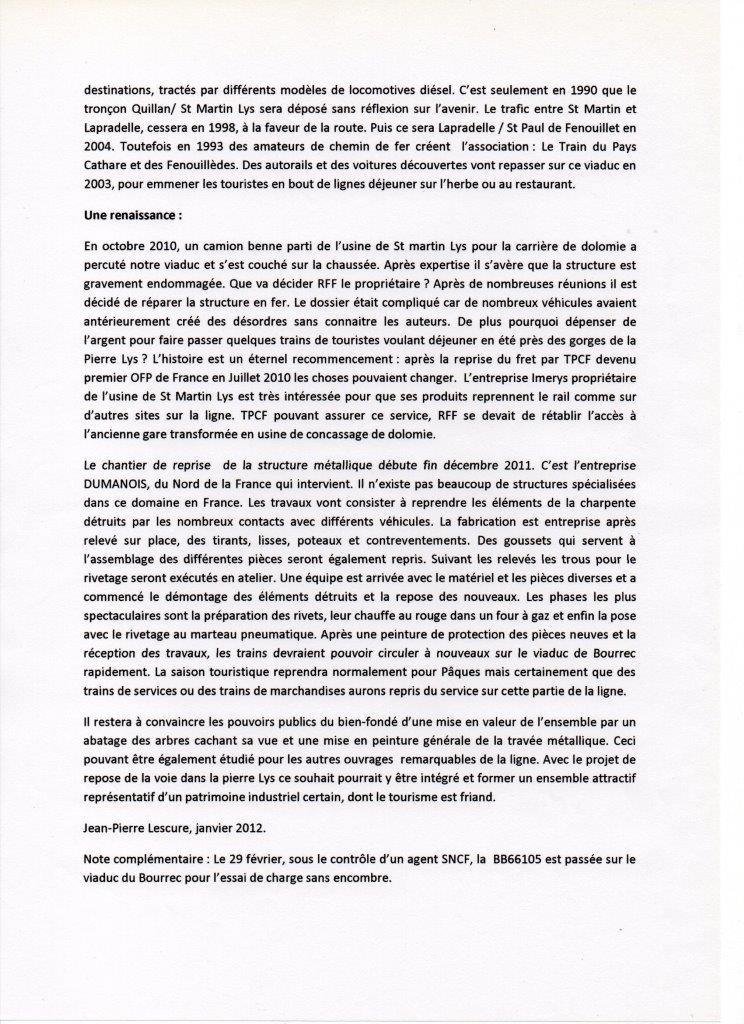 destinations, tractés par différents modèles de locomotives diésel. C’est seulement en 1990 que le
tronçon Quillan/ St Martin Lys sera déposé sans réflexion sur l’avenir. Le trafic entre St Martin et
Lapradelle, cessera en 1998, à la faveur de la route. Puis ce sera Lapradelle / St Paul de Fenouillet en
2004. Toutefois en 1993 des amateurs de chemin de fer créent l’association : Le Train du Pays
Cathare et des Fenouillèdes. Des autorails et des voitures découvertes vont repasser sur ce viaduc en
2003, pour emmener les touristes en bout de lignes déjeuner sur l’herbe ou au restaurant.
Une renaissance :
En octobre 2010, un camion benne parti de l’usine de St martin Lys pour la carrière de dolomie a
percuté notre viaduc et s’est couché sur la chaussée. Après expertise il s’avère que la structure est
gravement endommagée. Que va décider RFF le propriétaire ? Après de nombreuses réunions il est
décidé de réparer la structure en fer. Le dossier était compliqué car de nombreux véhicules avaient
antérieurement créé des désordres sans connaitre les auteurs. De plus pourquoi dépenser de
l’argent pour faire passer quelques trains de touristes voulant déjeuner en été près des gorges de la
Pierre Lys ? L’histoire est un éternel recommencement : après la reprise du fret par TPCF devenu
premier OFP de France en Juillet 2010 les choses pouvaient changer. L’entreprise Imerys propriétaire
de l’usine de St Martin Lys est très intéressée pour que ses produits reprennent le rail comme sur
d’autres sites sur la ligne. TPCF pouvant assurer ce service, RFF se devait de rétablir l’accès à
l’ancienne gare transformée en usine de concassage de dolomie.
Le chantier de reprise de la structure métallique débute fin décembre 2011. C’est l’entreprise
DUMANOIS, du Nord de la France qui intervient. Il n’existe pas beaucoup de structures spécialisées
dans ce domaine en France. Les travaux vont consister à reprendre les éléments de la charpente
détruits par les nombreux contacts avec différents véhicules. La fabrication est entreprise après
relevé sur place, des tirants, lisses, poteaux et contreventements. Des goussets qui servent à
l’assemblage des différentes pièces seront également repris. Suivant les relevés les trous pour le
rivetage seront exécutés en atelier. Une équipe est arrivée avec le matériel et les pièces diverses et a
commencé le démontage des éléments détruits et la repose des nouveaux. Les phases les plus
spectaculaires sont la préparation des rivets, leur chauffe au rouge dans un four à gaz et enfin la pose
avec le rivetage au marteau pneumatique. Après une peinture de protection des pièces neuves et la
réception des travaux, les trains devraient pouvoir circuler à nouveaux sur le viaduc de Bourrec
rapidement. La saison touristique reprendra normalement pour Pâques mais certainement que des
trains de services ou des trains de marchandises aurons repris du service sur cette partie de la ligne.
Il restera à convaincre les pouvoirs publics du bien-fondé d’une mise en valeur de l’ensemble par un
abatage des arbres cachant sa vue et une mise en peinture générale de la travée métallique. Ceci
pouvant être également étudié pour les autres ouvrages remarquables de la ligne. Avec le projet de
repose de la voie dans la pierre Lys ce souhait pourrait y être intégré et former un ensemble attractif
représentatif d’un patrimoine industriel certain, dont le tourisme est friand.
Jean-Pierre Lescure, janvier 2012.
Note complémentaire : Le 29 février, sous le contrôle d’un agent SNCF, la BB66105 est passée sur le
viaduc du Bourrec pour l’essai de charge sans encombre.